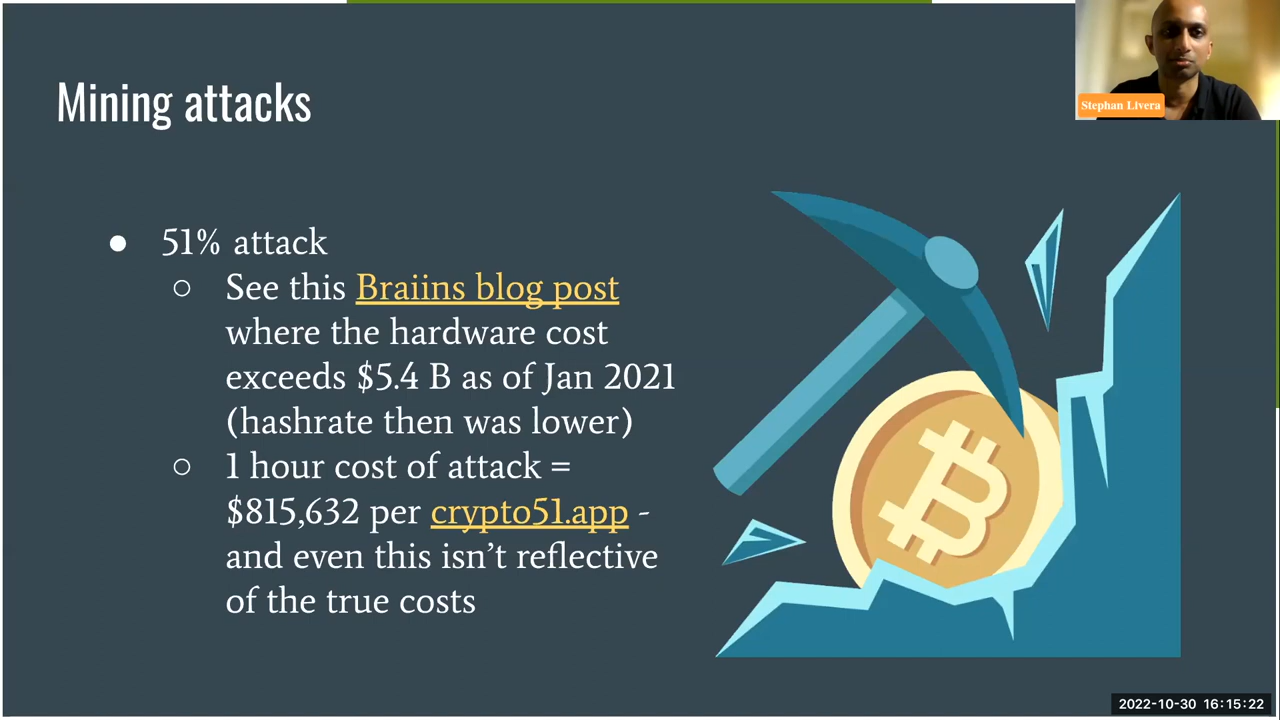 Mining attacks
Stephan Livera
● 51% attack
○ See this Braiins blog post
where the hardware cost
exceeds $5.4 B as of Jan 2021
(hashrate then was lower)
○ 1 hour cost of attack =
$815,632 per crypto51.app -
and even this isn’t reflective
of the true costs
2022-10-30 16:15:22